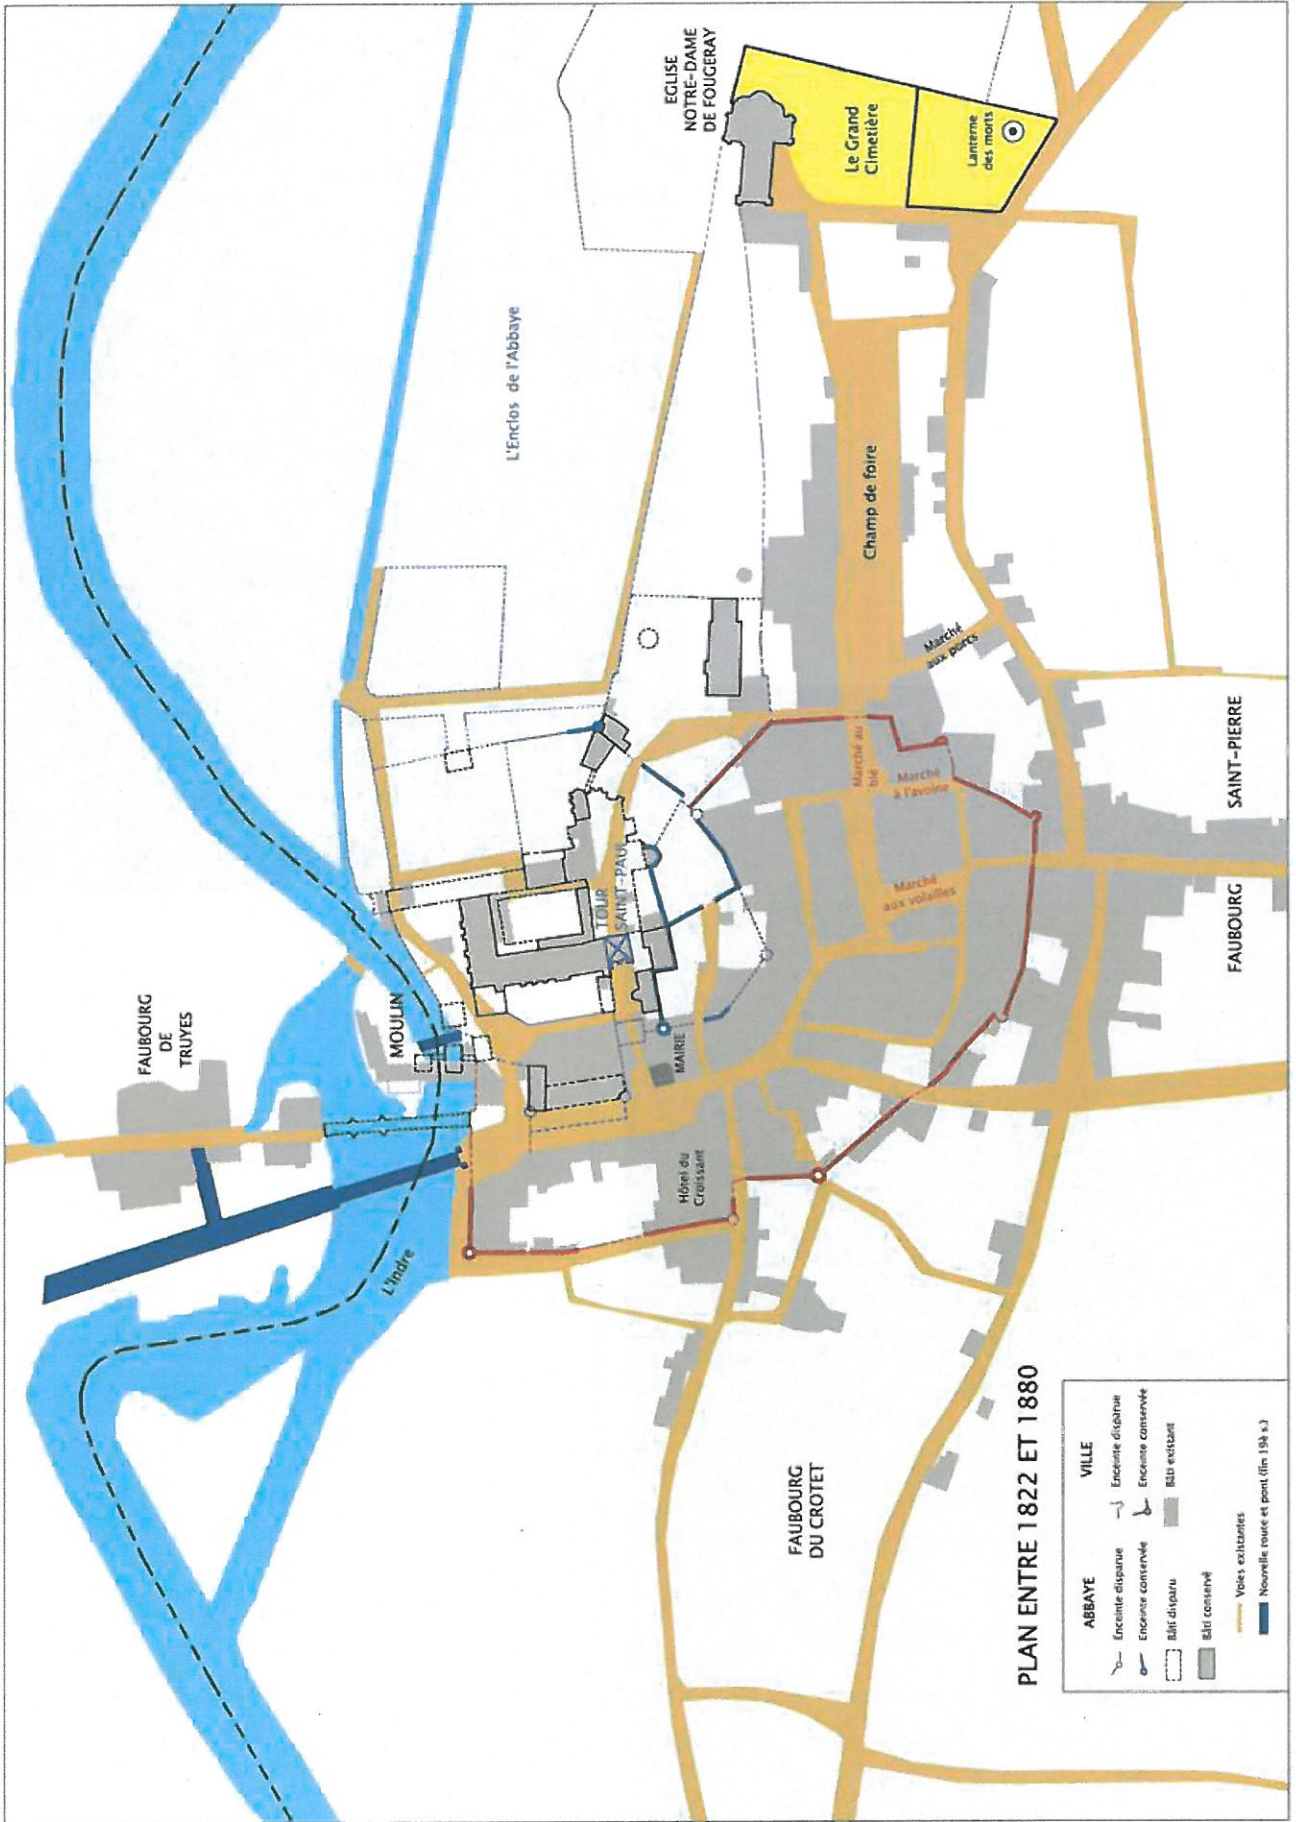 EGLISE
NOTRE-DAME
DE FOUGERAY
Le Grand
Cimetière
Lanterne
des morts
L'Enclos de l'Abbaye
Champ de foire
Marché
aux porcs
Marché au
blé
Marché
à l'avoine
Marché
aux volailles
SAINT-PIERRE
FAUBOURG
TOUR
SAINT-PAUL
FAUBOURG
DE
TRUYES
MOULIN
MAIRIE
Hôtel du
Croissant
L'Indre
FAUBOURG
DU CROTET
PLAN ENTRE 1822 ET 1880
ABBAYE
Enceinte disparue
Enceinte conservée
Bâti disparu
Bâti conservé
VILLE
Enceinte disparue
Enceinte conservée
Bâti existant
Voies existantes
Nouvelle route et pont (fin 19è s.)